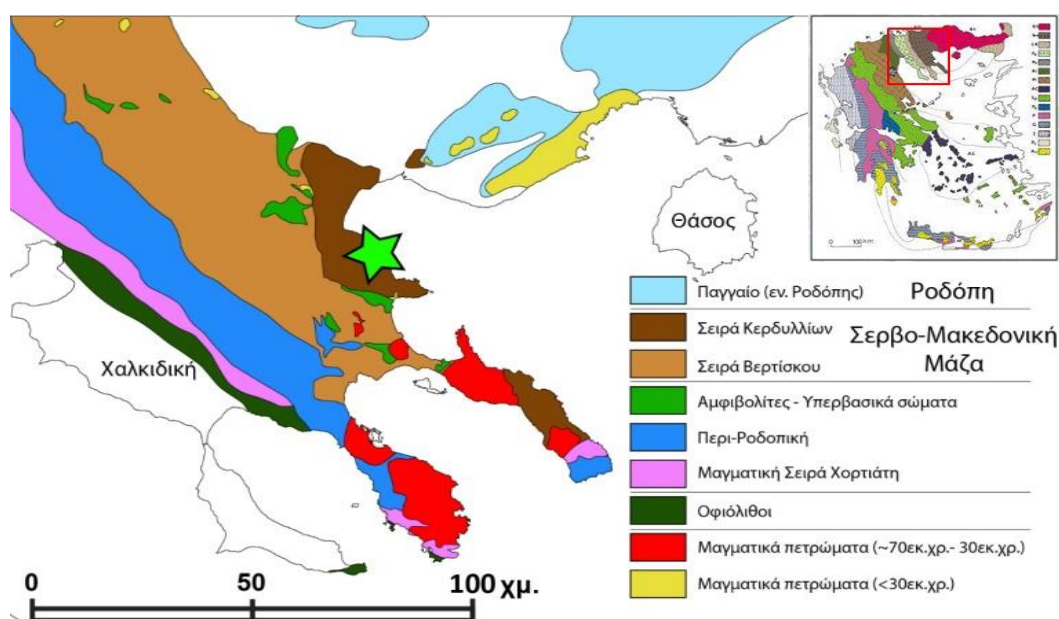 Θάσος
Χαλκιδική
Παγγαίο (εν. Ροδόπης)
Ροδόπη
Σειρά Κερδυλλίων
Σειρά Βερτίσκου
Σερβο-Μακεδονική
Μάζα
Αμφιβολίτες - Υπερβασικά σώματα
Περι-Ροδοπική
Μαγματική Σειρά Χορτιάτη
Οφιόλιθοι
Μαγματικά πετρώματα (~70εκ.χρ.- 30εκ.χρ.)
Μαγματικά πετρώματα (<30εκ.χρ.)
0 50 100 χμ.